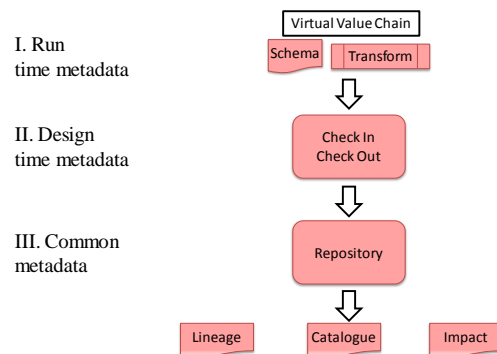 Virtual Value Chain
I. Run
time metadata
Schema
Transform
II. Design
time metadata
Check In
Check Out
III. Common
metadata
Repository
Lineage
Catalogue
Impact